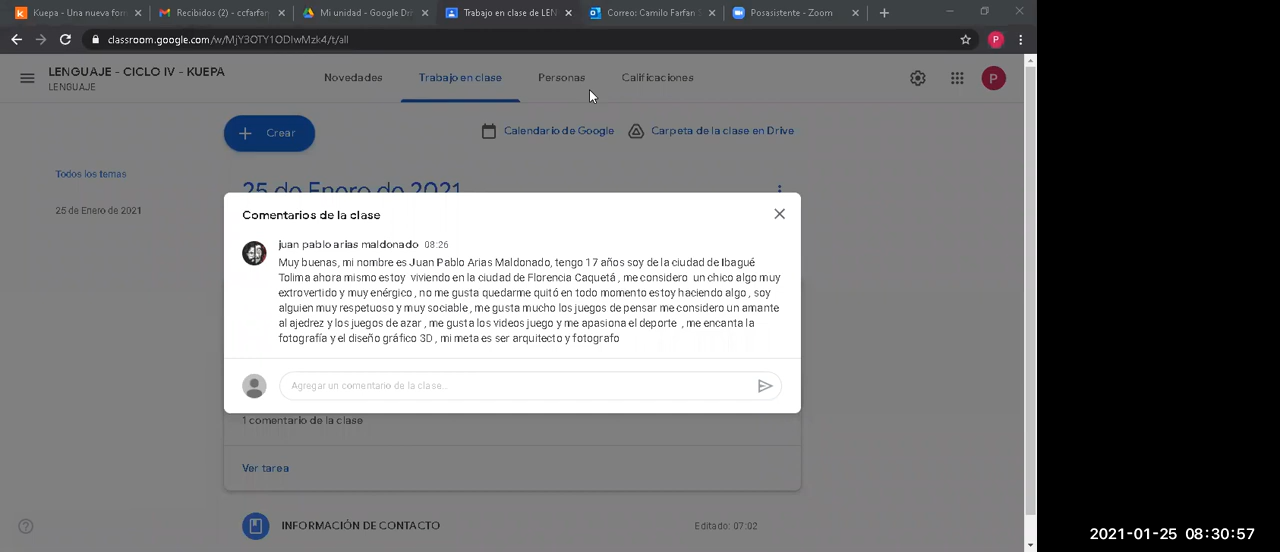 Kuepa - Una nueva form
Recibidos (2) - ccfarfan
Mi unidad - Google Dri
Trabajo en clase de LEN
Correo: Camilo Farfan S
Posasistente - Zoom
classroom.google.com/w/MjY3OTY1ODIwMzk4/t/all
P
LENGUAJE - CICLO IV - KUEPA
LENGUAJE
Novedades
Trabajo en clase
Personas
Calificaciones
P
Crear
Calendario de Google
Carpeta de la clase en Drive
Todos los temas
25 de Enero de 2021
25 de Enero de 2021
Comentarios de la clase
juan pablo arias maldonado 08:26
Muy buenas, mi nombre es Juan Pablo Arias Maldonado, tengo 17 años soy de la ciudad de Ibagué
Tolima ahora mismo estoy viviendo en la ciudad de Florencia Caquetá , me considero un chico algo muy
extrovertido y muy enérgico , no me gusta quedarme quitó en todo momento estoy haciendo algo , soy
alguien muy respetuoso y muy sociable , me gusta mucho los juegos de pensar me considero un amante
al ajedrez y los juegos de azar , me gusta los videos juego y me apasiona el deporte , me encanta la
fotografía y el diseño gráfico 3D , mi meta es ser arquitecto y fotografo
Agregar un comentario de la clase...
1 comentario de la clase
Ver tarea
INFORMACIÓN DE CONTACTO
Editado: 07:02
2021-01-25 08:30:57